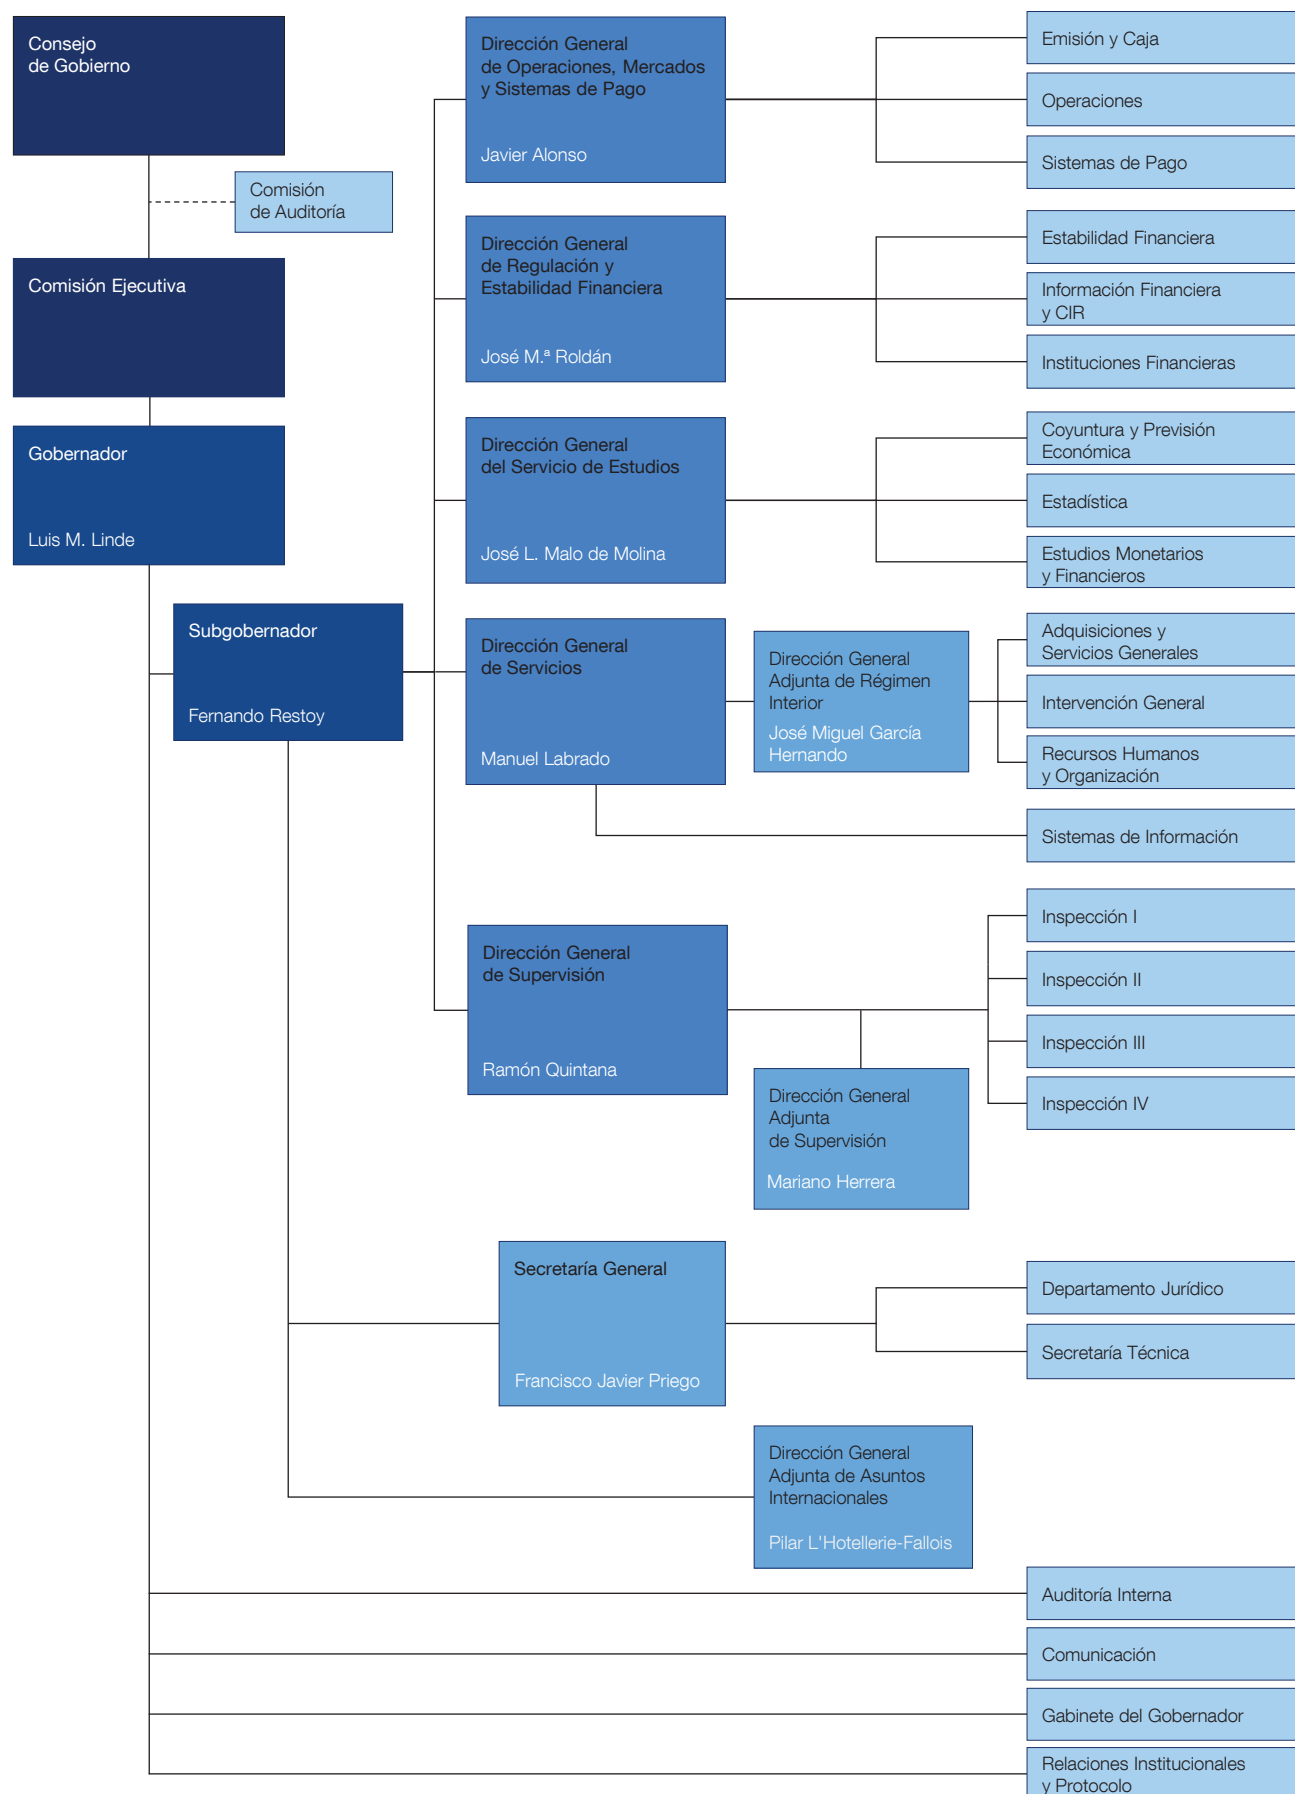 Consejo
de Gobierno
Comisión
de Auditoría
Comisión Ejecutiva
Gobernador
Luis M. Linde
Subgobernador
Fernando Restoy
Dirección General
de Operaciones, Mercados
y Sistemas de Pago
Javier Alonso
Emisión y Caja
Operaciones
Sistemas de Pago
Dirección General
de Regulación y
Estabilidad Financiera
José M.ª Roldán
Estabilidad Financiera
Información Financiera
y CIR
Instituciones Financieras
Dirección General
del Servicio de Estudios
José L. Malo de Molina
Coyuntura y Previsión
Económica
Estadística
Estudios Monetarios
y Financieros
Dirección General
de Servicios
Manuel Labrado
Dirección General
Adjunta de Régimen
Interior
José Miguel García
Hernando
Adquisiciones y
Servicios Generales
Intervención General
Recursos Humanos
y Organización
Sistemas de Información
Dirección General
de Supervisión
Ramón Quintana
Dirección General
Adjunta
de Supervisión
Mariano Herrera
Inspección I
Inspección II
Inspección III
Inspección IV
Secretaría General
Francisco Javier Priego
Departamento Jurídico
Secretaría Técnica
Dirección General
Adjunta de Asuntos
Internacionales
Pilar L'Hotellerie-Fallois
Auditoría Interna
Comunicación
Gabinete del Gobernador
Relaciones Institucionales
y Protocolo